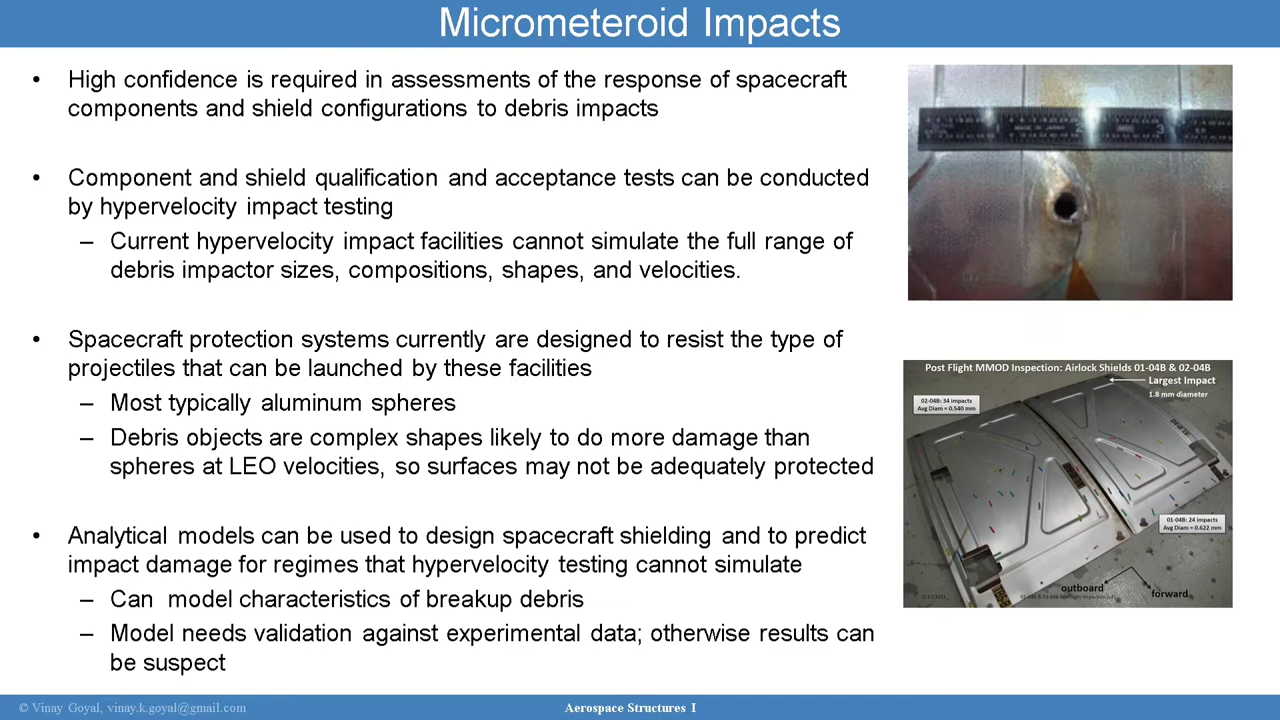 Micrometeroid Impacts
• High confidence is required in assessments of the response of spacecraft
components and shield configurations to debris impacts
• Component and shield qualification and acceptance tests can be conducted
by hypervelocity impact testing
– Current hypervelocity impact facilities cannot simulate the full range of
debris impactor sizes, compositions, shapes, and velocities.
• Spacecraft protection systems currently are designed to resist the type of
projectiles that can be launched by these facilities
– Most typically aluminum spheres
– Debris objects are complex shapes likely to do more damage than
spheres at LEO velocities, so surfaces may not be adequately protected
• Analytical models can be used to design spacecraft shielding and to predict
impact damage for regimes that hypervelocity testing cannot simulate
– Can model characteristics of breakup debris
– Model needs validation against experimental data; otherwise results can
be suspect
MADE IN JAPAN
2
3
Post Flight MMOD Inspection: Airlock Shields 01-04B & 02-04B
Largest Impact
1.8 mm diameter
02-04B: 34 impacts
Avg Diam = 0.540 mm
01-04B: 24 impacts
Avg Diam = 0.622 mm
outboard
forward
© Vinay Goyal, vinay.k.goyal@gmail.com
Aerospace Structures I